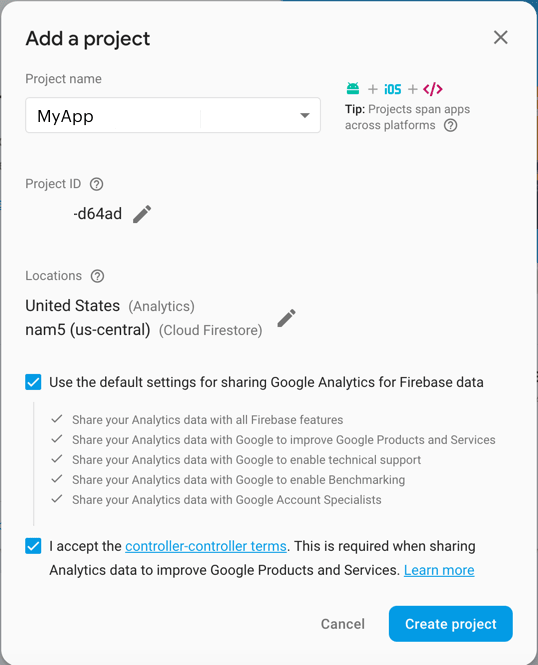 Add a project
Project name
MyApp
+ iOS + </>
Tip: Projects span apps
across platforms
Project ID
-d64ad
Locations
United States (Analytics)
nam5 (us-central) (Cloud Firestore)
Use the default settings for sharing Google Analytics for Firebase data
Share your Analytics data with all Firebase features
Share your Analytics data with Google to improve Google Products and Services
Share your Analytics data with Google to enable technical support
Share your Analytics data with Google to enable Benchmarking
Share your Analytics data with Google Account Specialists
I accept the controller-controller terms. This is required when sharing
Analytics data to improve Google Products and Services. Learn more
Cancel
Create project